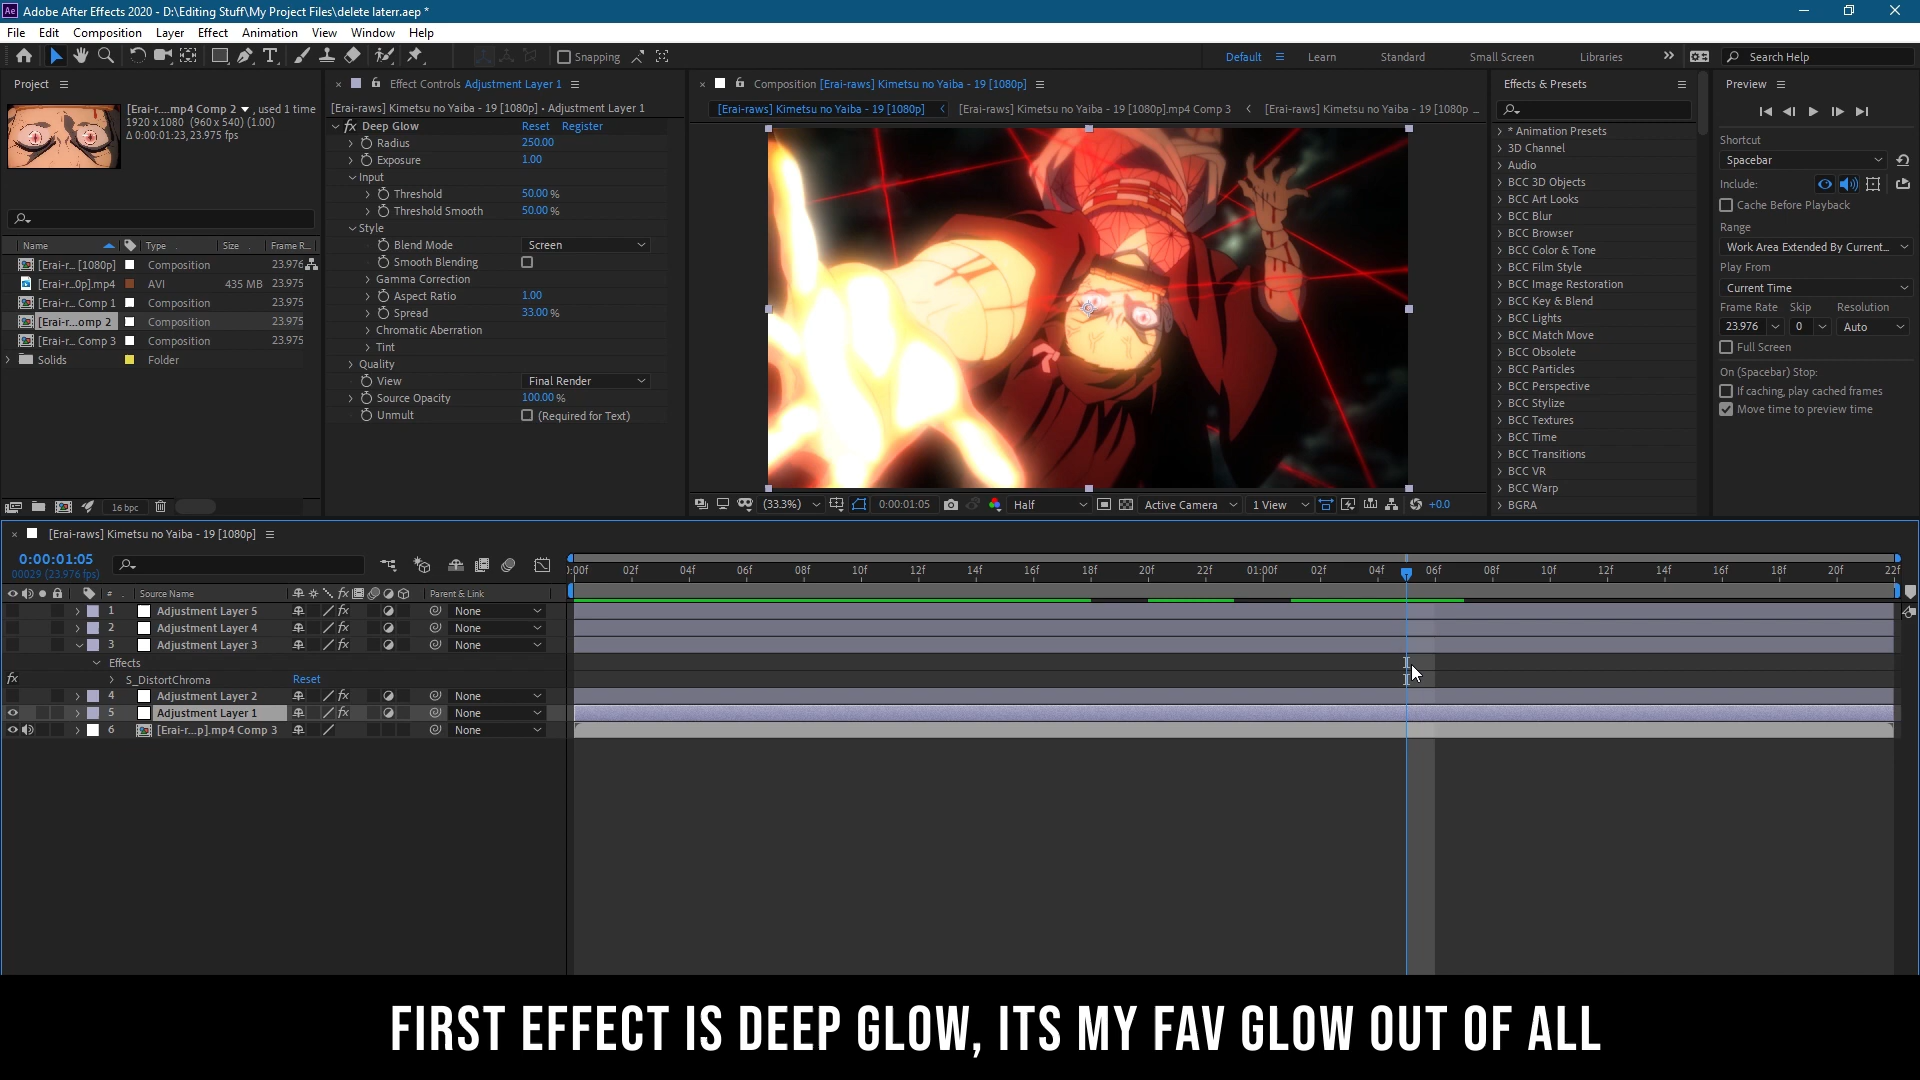 Adobe After Effects 2020 - D:\Editing Stuff\My Project Files\delete laterr.aep *
File Edit Composition Layer Effect Animation View Window Help
Snapping
Default Learn Standard Small Screen Libraries Search Help
Project
[Erai-r....mp4 Comp 2 , used 1 time
1920 x 1080 (960 x 540) (1.00)
Δ 0:00:01:23, 23.975 fps
Name Type Size Frame R...
[Erai-r... [1080p] Composition 23.976
[Erai-r...0p].mp4 AVI 435 MB 23.975
[Erai-r... Comp 1 Composition 23.975
[Erai-r...omp 2 Composition 23.975
[Erai-r... Comp 3 Composition 23.975
Solids Folder
16 bpc
Effect Controls Adjustment Layer 1
[Erai-raws] Kimetsu no Yaiba - 19 [1080p] • Adjustment Layer 1
fx Deep Glow Reset Register
Radius 250.00
Exposure 1.00
Input
Threshold 50.00 %
Threshold Smooth 50.00 %
Style
Blend Mode Screen
Smooth Blending
Gamma Correction
Aspect Ratio 1.00
Spread 33.00 %
Chromatic Aberration
Tint
Quality
View Final Render
Source Opacity 100.00 %
Unmult (Required for Text)
Composition [Erai-raws] Kimetsu no Yaiba - 19 [1080p]
[Erai-raws] Kimetsu no Yaiba - 19 [1080p] [Erai-raws] Kimetsu no Yaiba - 19 [1080p].mp4 Comp 3 [Erai-raws] Kimetsu no Yaiba - 19 [1080p ...
(33.3%) 0:00:01:05 Half Active Camera 1 View +0.0
Effects & Presets
* Animation Presets
3D Channel
Audio
BCC 3D Objects
BCC Art Looks
BCC Blur
BCC Browser
BCC Color & Tone
BCC Film Style
BCC Image Restoration
BCC Key & Blend
BCC Lights
BCC Match Move
BCC Obsolete
BCC Particles
BCC Perspective
BCC Stylize
BCC Textures
BCC Time
BCC Transitions
BCC VR
BCC Warp
BGRA
Preview
Shortcut
Spacebar
Include:
Cache Before Playback
Range
Work Area Extended By Current...
Play From
Current Time
Frame Rate Skip Resolution
23.976 0 Auto
Full Screen
On (Spacebar) Stop:
If caching, play cached frames
Move time to preview time
[Erai-raws] Kimetsu no Yaiba - 19 [1080p]
0:00:01:05
00029 (23.976 fps)
):00f 02f 04f 06f 08f 10f 12f 14f 16f 18f 20f 22f 01:00f 02f 04f 06f 08f 10f 12f 14f 16f 18f 20f 22f
# Source Name fx Parent & Link
1 Adjustment Layer 5 fx None
2 Adjustment Layer 4 fx None
3 Adjustment Layer 3 fx None
Effects
fx S_DistortChroma Reset
4 Adjustment Layer 2 fx None
5 Adjustment Layer 1 fx None
6 [Erai-r...p].mp4 Comp 3 None
FIRST EFFECT IS DEEP GLOW, ITS MY FAV GLOW OUT OF ALL